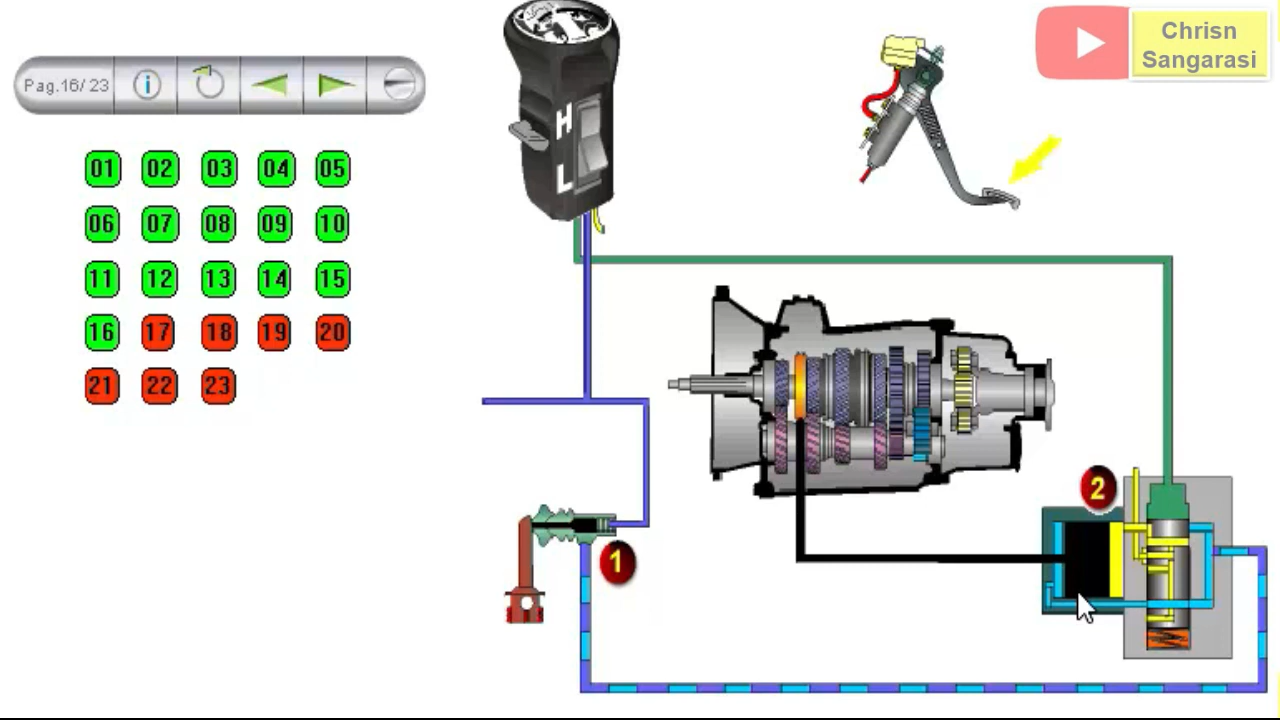 Chrisn
Sangarasi
Pag.16/ 23
i
H
L
01 02 03 04 05
06 07 08 09 10
11 12 13 14 15
16 17 18 19 20
21 22 23
2
1